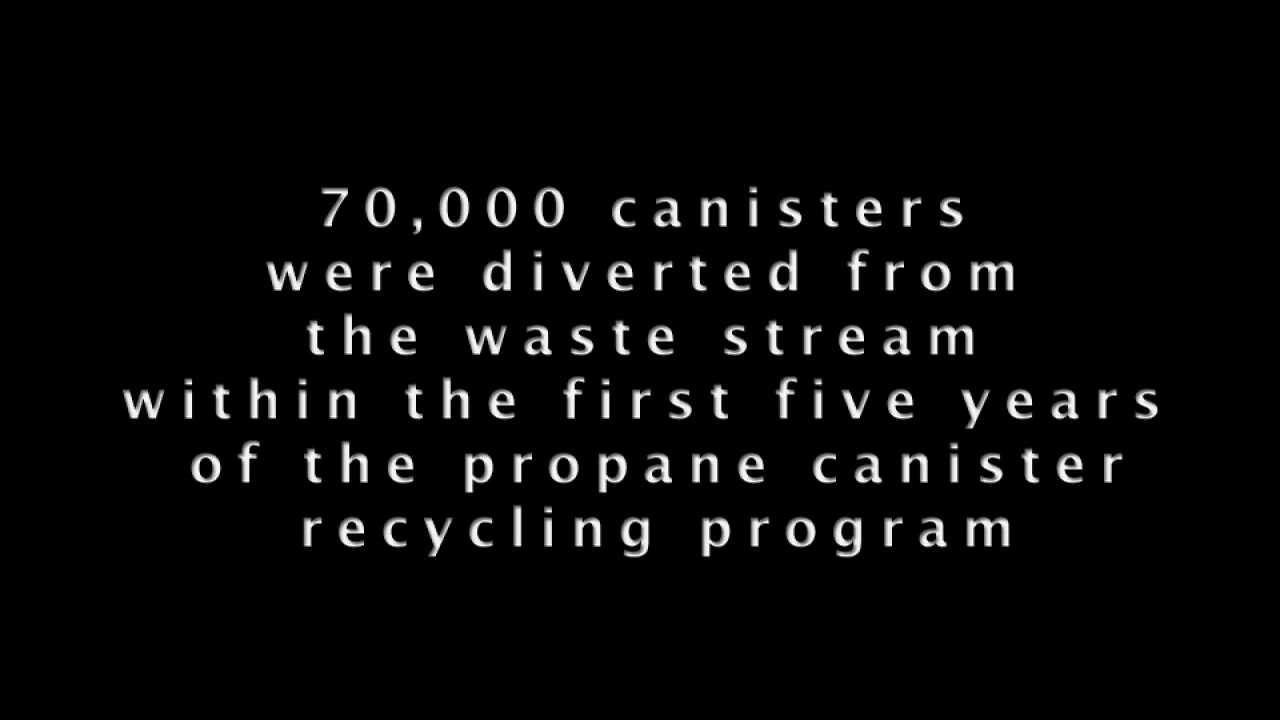 70,000 canisters
were diverted from
the waste stream
within the first five years
of the propane canister
recycling program